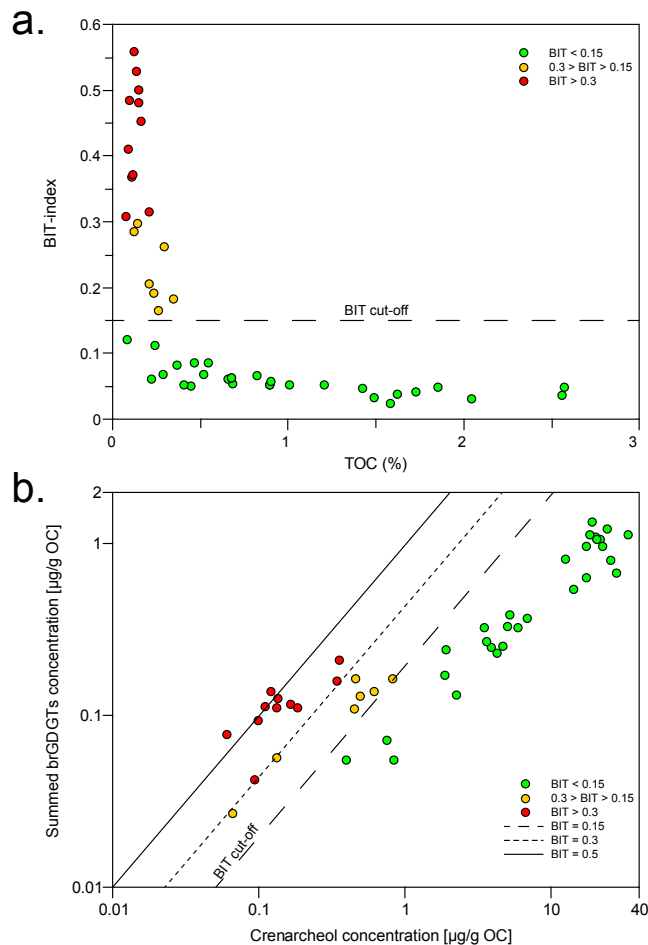 a.
0.6
0.5
0.4
0.3
0.2
0.1
0
BIT-index
BIT < 0.15
0.3 > BIT > 0.15
BIT > 0.3
BIT cut-off
0
1
2
3
TOC (%)
b.
2
1
0.1
0.01
Summed brGDGTs concentration [µg/g OC]
BIT cut-off
BIT < 0.15
0.3 > BIT > 0.15
BIT > 0.3
BIT = 0.15
BIT = 0.3
BIT = 0.5
0.01
0.1
1
10
40
Crenarcheol concentration [µg/g OC]